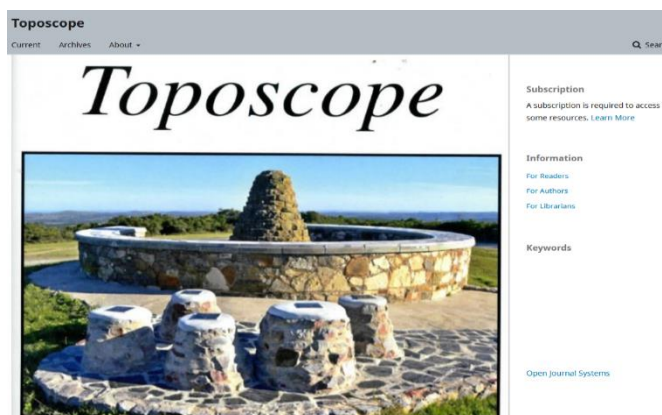 Toposcope
Current Archives About
Sear
Toposcope
Subscription
A subscription is required to access
some resources. Learn More
Information
For Readers
For Authors
For Librarians
Keywords
Open Journal Systems